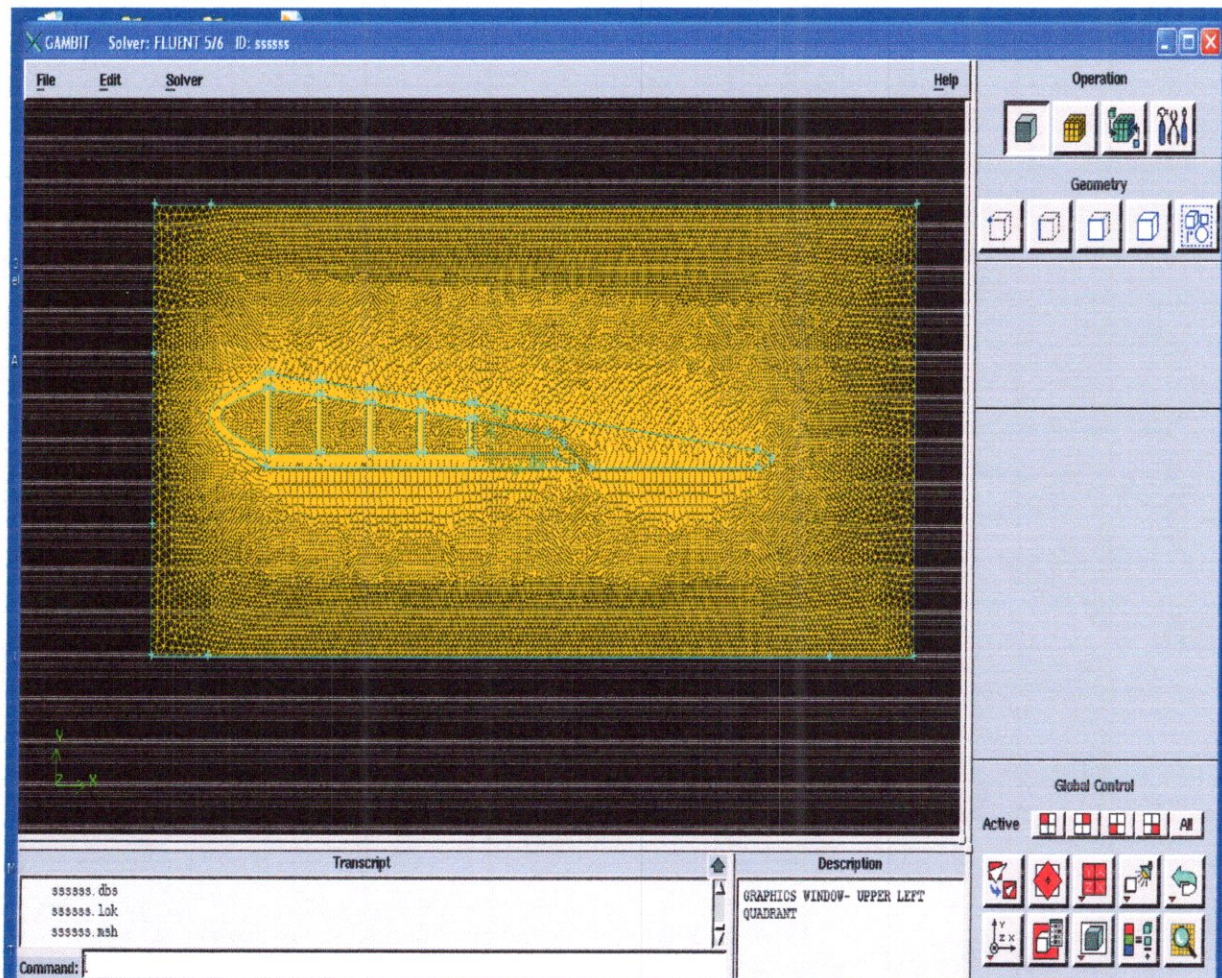 GAMBIT Solver: FLUENT 5/6 ID: ssssss
File Edit Solver Help
Operation
Geometry
Y
Z X
Global Control
Active All
Transcript
Description
ssssss.dbs
ssssss.lok
ssssss.msh
GRAPHICS WINDOW- UPPER LEFT
QUADRANT
Command: